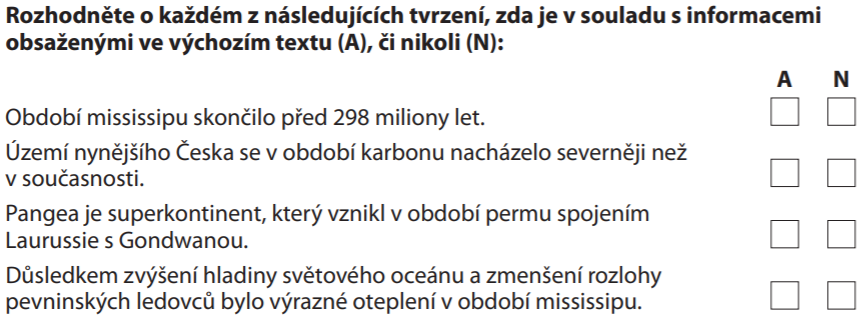 Rozhodněte o každém z následujících tvrzení, zda je v souladu s informacemi
obsaženými ve výchozím textu (A), či nikoli (N):
A N
Období mississipu skončilo před 298 miliony let.
Území nynějšího Česka se v období karbonu nacházelo severněji než
v současnosti.
Pangea je superkontinent, který vznikl v období permu spojením
Laurussie s Gondwanou.
Důsledkem zvýšení hladiny světového oceánu a zmenšení rozlohy
pevninských ledovců bylo výrazné oteplení v období mississipu.